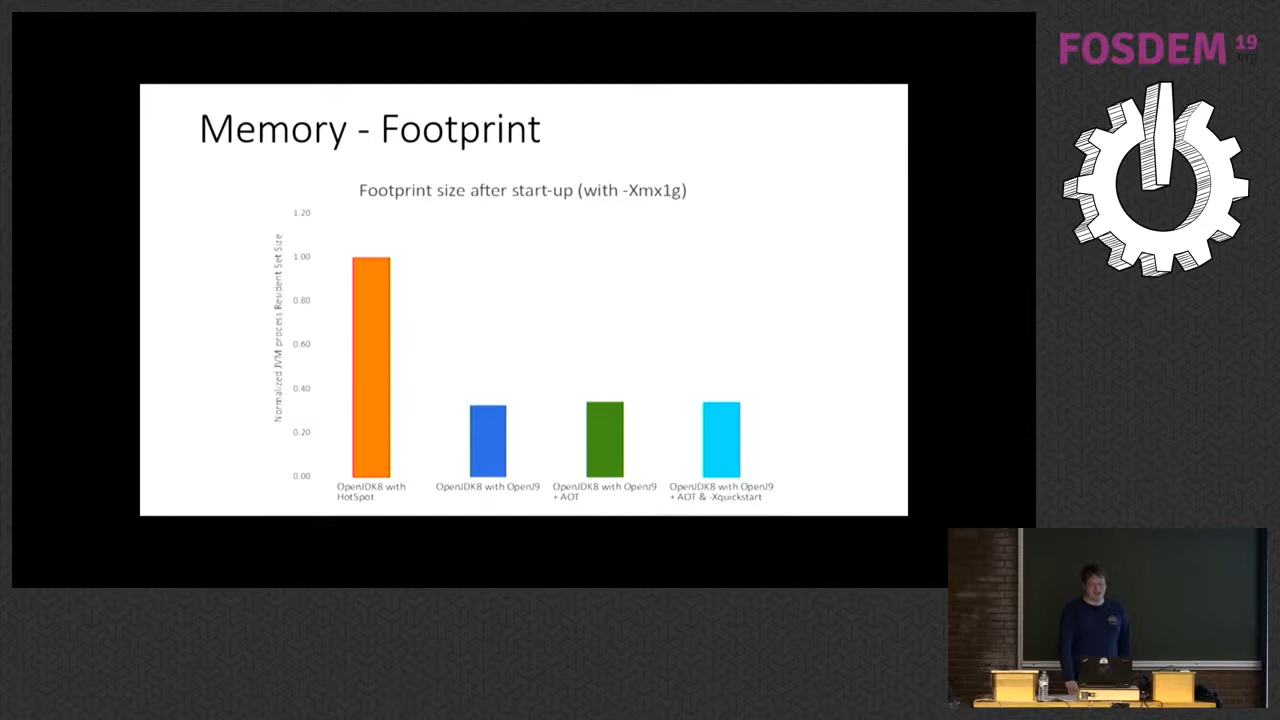 FOSDEM 19
.org
Memory - Footprint
Footprint size after start-up (with -Xmx1g)
Normalized JVM process Resident Set Size
1.20
1.00
0.80
0.60
0.40
0.20
0.00
OpenJDK8 with
HotSpot
OpenJDK8 with OpenJ9
OpenJDK8 with OpenJ9
+ AOT
OpenJDK8 with OpenJ9
+ AOT & -Xquickstart